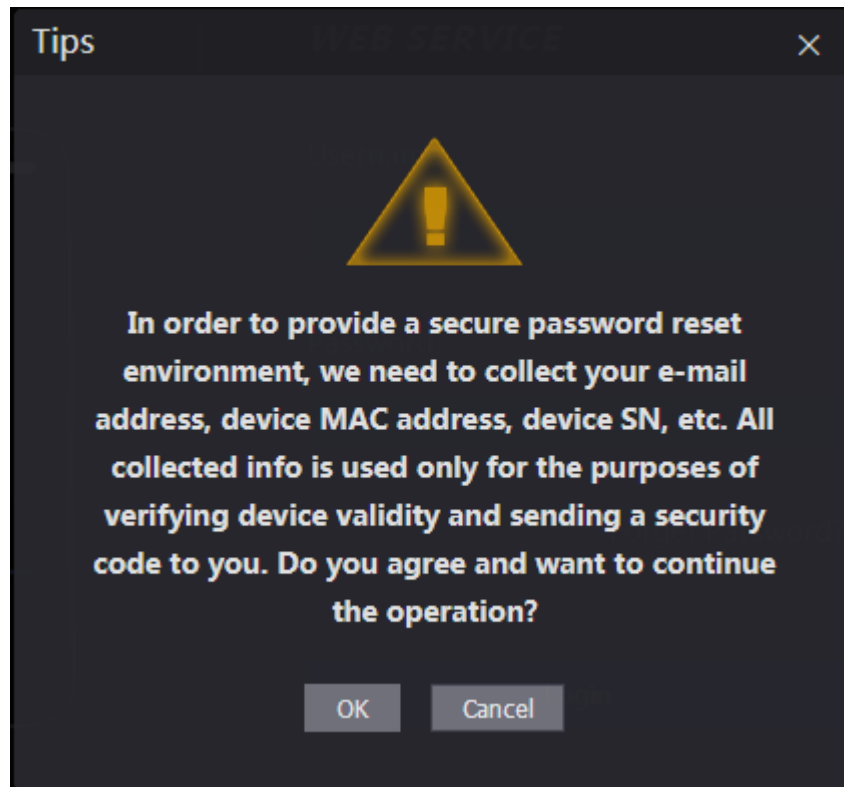 Tips
WEB SERVICE
In order to provide a secure password reset
environment, we need to collect your e-mail
address, device MAC address, device SN, etc. All
collected info is used only for the purposes of
verifying device validity and sending a security
code to you. Do you agree and want to continue
the operation?
OK
Cancel